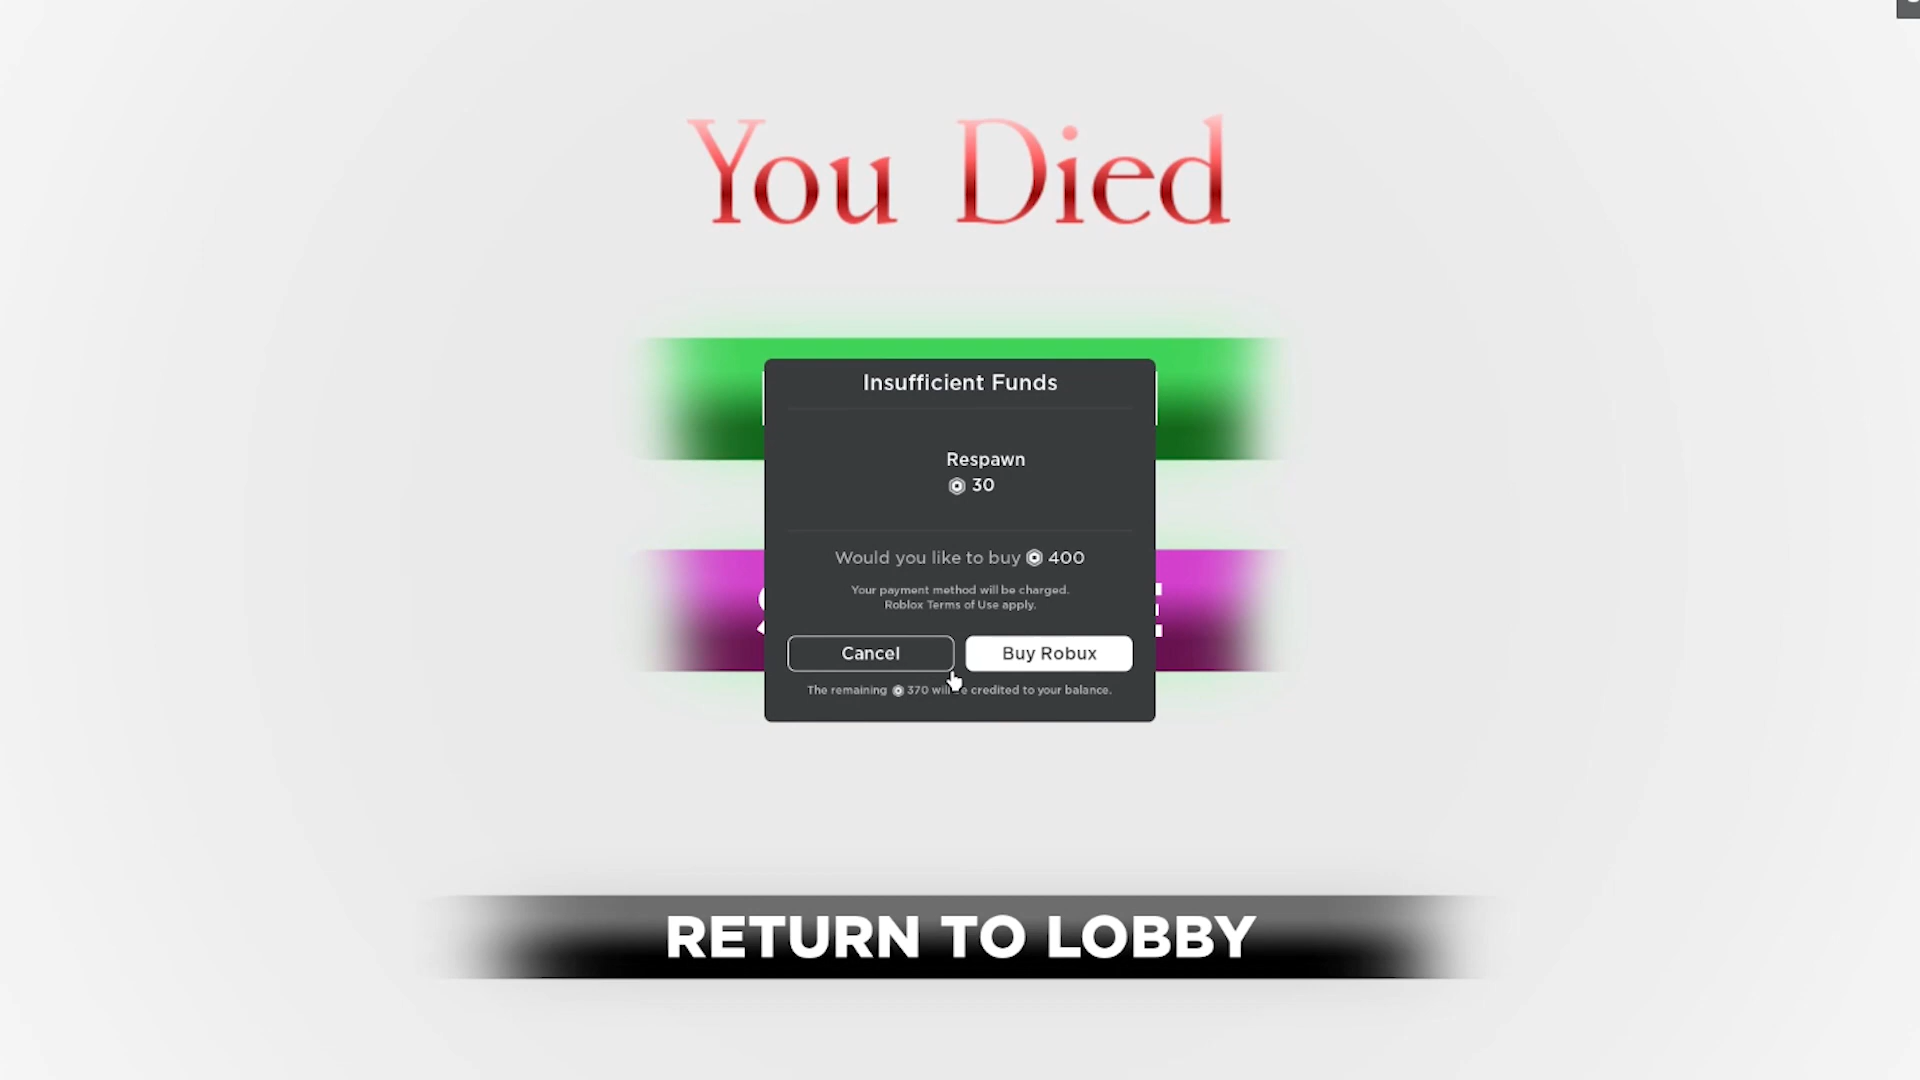 You Died
Insufficient Funds
Respawn
30
Would you like to buy 400
Your payment method will be charged.
Roblox Terms of Use apply.
Cancel
Buy Robux
The remaining 370 will credited to your balance.
RETURN TO LOBBY